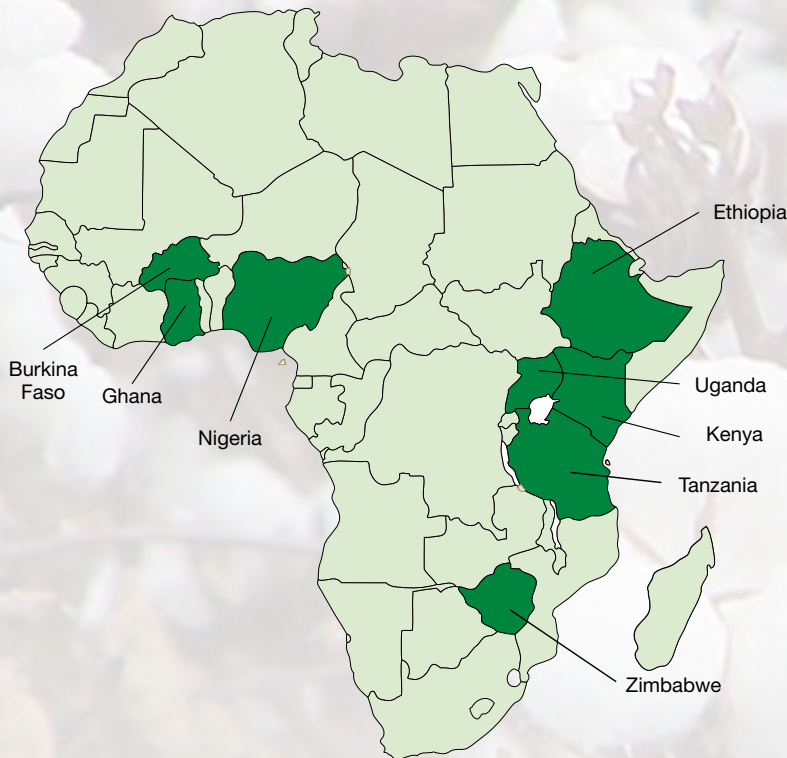 Ethiopia
Burkina
Faso
Ghana
Nigeria
Uganda
Kenya
Tanzania
Zimbabwe